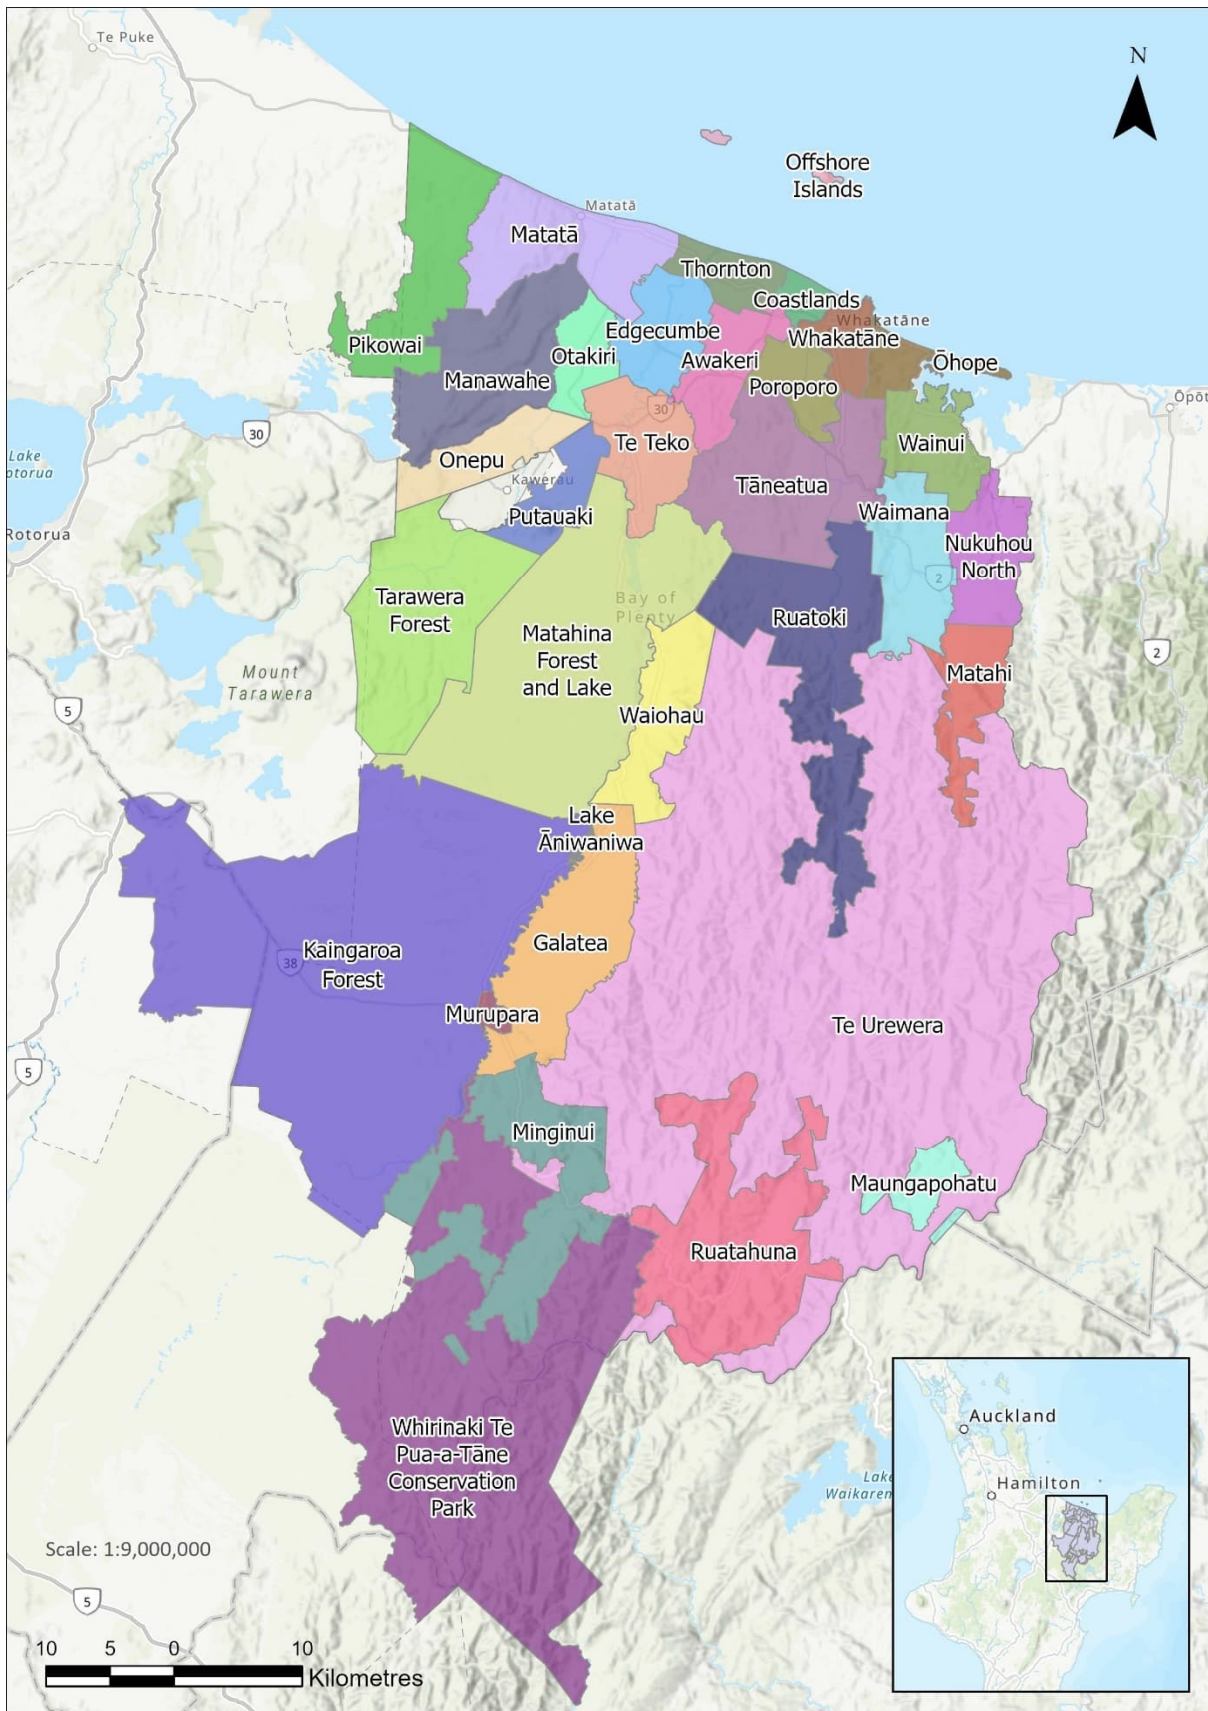 Te Puke
N
Offshore
Islands
Matatā
Matatā
Thornton
Coastlands
Whakatāne
Whakatāne
Edgecumbe
Pikowai
Otakiri
Awakeri
Ōhope
Manawahe
Poroporo
Ōpōt
30
30
Te Teko
Wainui
Lake
otorua
Onepu
Kawerau
Tāneatua
Putauaki
Waimana
Rotorua
Nukuhou
North
2
Tarawera
Forest
Bay of
Plenty
Ruatoki
Matahina
Forest
and Lake
2
Mount
Tarawera
Matahi
5
Waiohau
Lake
Āniwaniwa
Galatea
Kaingaroa
Forest
38
Murupara
Te Urewera
5
Minginui
Maungapohatu
Ruatahuna
Whirinaki Te
Pua-a-Tāne
Conservation
Park
Lake
Waikarem
Auckland
Hamilton
Scale: 1:9,000,000
5
10 5 0 10
Kilometres